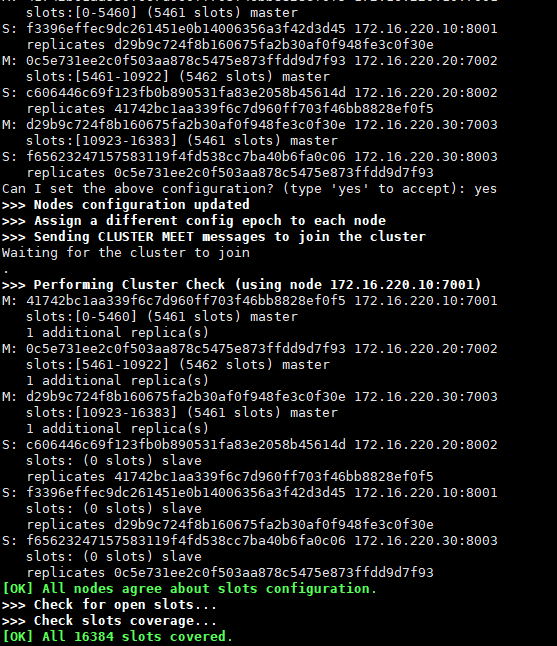 slots:[0-5460] (5461 slots) master
S: f3396effec9dc261451e0b14006356a3f42d3d45 172.16.220.10:8001
replicates d29b9c724f8b160675fa2b30af0f948fe3c0f30e
M: 0c5e731ee2c0f503aa878c5475e873ffdd9d7f93 172.16.220.20:7002
slots:[5461-10922] (5462 slots) master
S: c606446c69f123fb0b890531fa83e2058b45614d 172.16.220.20:8002
replicates 41742bc1aa339f6c7d960ff703f46bb8828ef0f5
M: d29b9c724f8b160675fa2b30af0f948fe3c0f30e 172.16.220.30:7003
slots:[10923-16383] (5461 slots) master
S: f65623247157583119f4fd538cc7ba40b6fa0c06 172.16.220.30:8003
replicates 0c5e731ee2c0f503aa878c5475e873ffdd9d7f93
Can I set the above configuration? (type 'yes' to accept): yes
>>> Nodes configuration updated
>>> Assign a different config epoch to each node
>>> Sending CLUSTER MEET messages to join the cluster
Waiting for the cluster to join
.
>>> Performing Cluster Check (using node 172.16.220.10:7001)
M: 41742bc1aa339f6c7d960ff703f46bb8828ef0f5 172.16.220.10:7001
slots:[0-5460] (5461 slots) master
1 additional replica(s)
M: 0c5e731ee2c0f503aa878c5475e873ffdd9d7f93 172.16.220.20:7002
slots:[5461-10922] (5462 slots) master
1 additional replica(s)
M: d29b9c724f8b160675fa2b30af0f948fe3c0f30e 172.16.220.30:7003
slots:[10923-16383] (5461 slots) master
1 additional replica(s)
S: c606446c69f123fb0b890531fa83e2058b45614d 172.16.220.20:8002
slots: (0 slots) slave
replicates 41742bc1aa339f6c7d960ff703f46bb8828ef0f5
S: f3396effec9dc261451e0b14006356a3f42d3d45 172.16.220.10:8001
slots: (0 slots) slave
replicates d29b9c724f8b160675fa2b30af0f948fe3c0f30e
S: f65623247157583119f4fd538cc7ba40b6fa0c06 172.16.220.30:8003
slots: (0 slots) slave
replicates 0c5e731ee2c0f503aa878c5475e873ffdd9d7f93
[OK] All nodes agree about slots configuration.
>>> Check for open slots...
>>> Check slots coverage...
[OK] All 16384 slots covered.